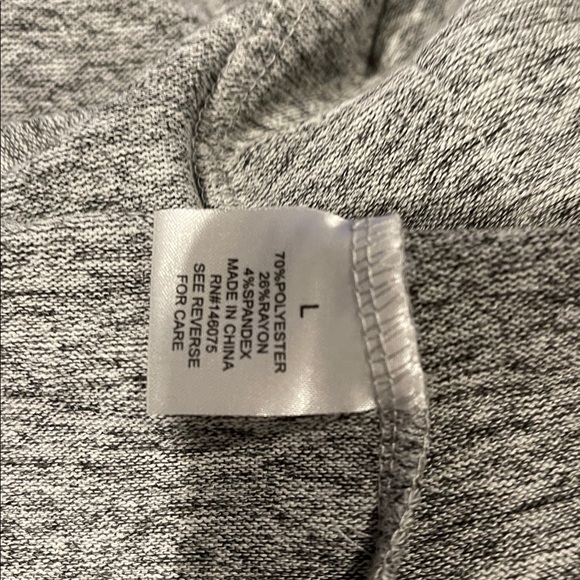 L
70%POLYESTER
26%RAYON
4%SPANDEX
MADE IN CHINA
RN#146075
SEE REVERSE
FOR CARE